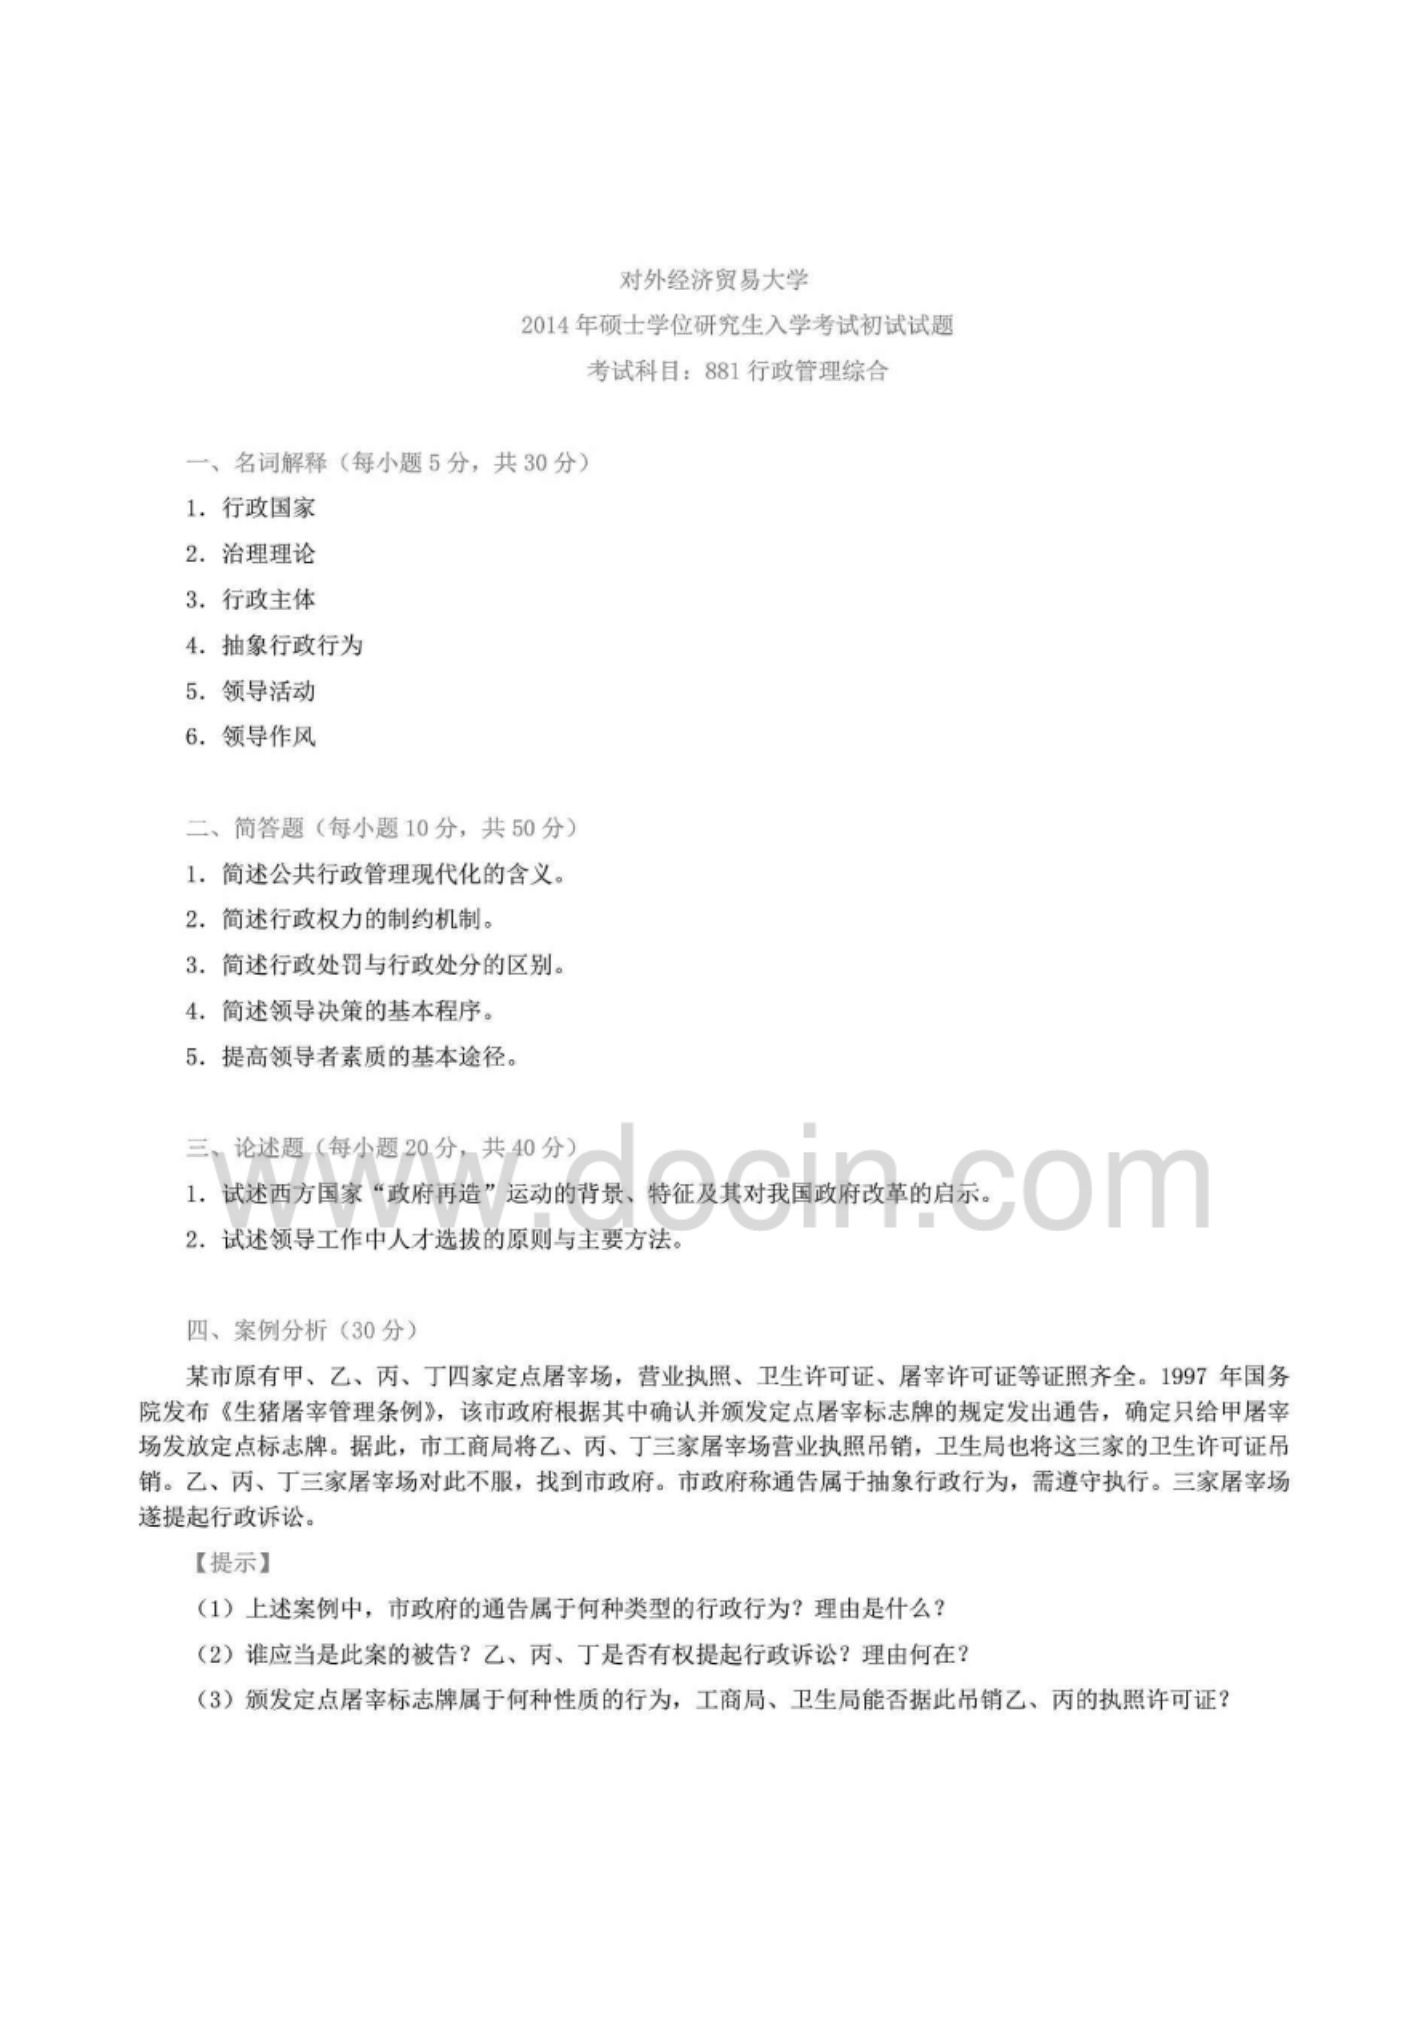 对外经济贸易大学
2014 年硕士学位研究生入学考试初试试题
考试科目：881 行政管理综合
一、名词解释（每小题 5 分，共 30 分）
1．行政国家
2．治理理论
3．行政主体
4．抽象行政行为
5．领导活动
6．领导作风
二、简答题（每小题 10 分，共 50 分）
1．简述公共行政管理现代化的含义。
2．简述行政权力的制约机制。
3．简述行政处罚与行政处分的区别。
4．简述领导决策的基本程序。
5．提高领导者素质的基本途径。
三、论述题（每小题 20 分，共 40 分）
www.docin.com
1．试述西方国家“政府再造”运动的背景、特征及其对我国政府改革的启示。
2．试述领导工作中人才选拔的原则与主要方法。
四、案例分析（30 分）
某市原有甲、乙、丙、丁四家定点屠宰场，营业执照、卫生许可证、屠宰许可证等证照齐全。1997 年国务
院发布《生猪屠宰管理条例》，该市政府根据其中确认并颁发定点屠宰标志牌的规定发出通告，确定只给甲屠宰
场发放定点标志牌。据此，市工商局将乙、丙、丁三家屠宰场营业执照吊销，卫生局也将这三家的卫生许可证吊
销。乙、丙、丁三家屠宰场对此不服，找到市政府。市政府称通告属于抽象行政行为，需遵守执行。三家屠宰场
遂提起行政诉讼。
【提示】
（1）上述案例中，市政府的通告属于何种类型的行政行为？理由是什么？
（2）谁应当是此案的被告？乙、丙、丁是否有权提起行政诉讼？理由何在？
（3）颁发定点屠宰标志牌属于何种性质的行为，工商局、卫生局能否据此吊销乙、丙的执照许可证？